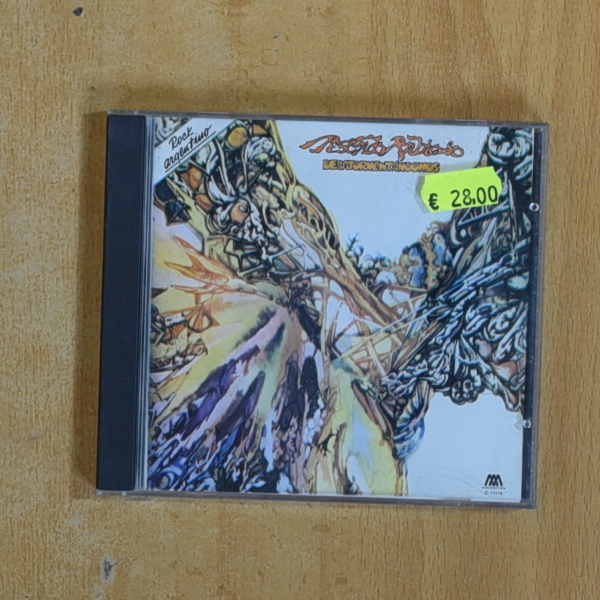 Rock
argentino
Pescado Rabioso
DESATORMENTANDONOS
€ 28.00